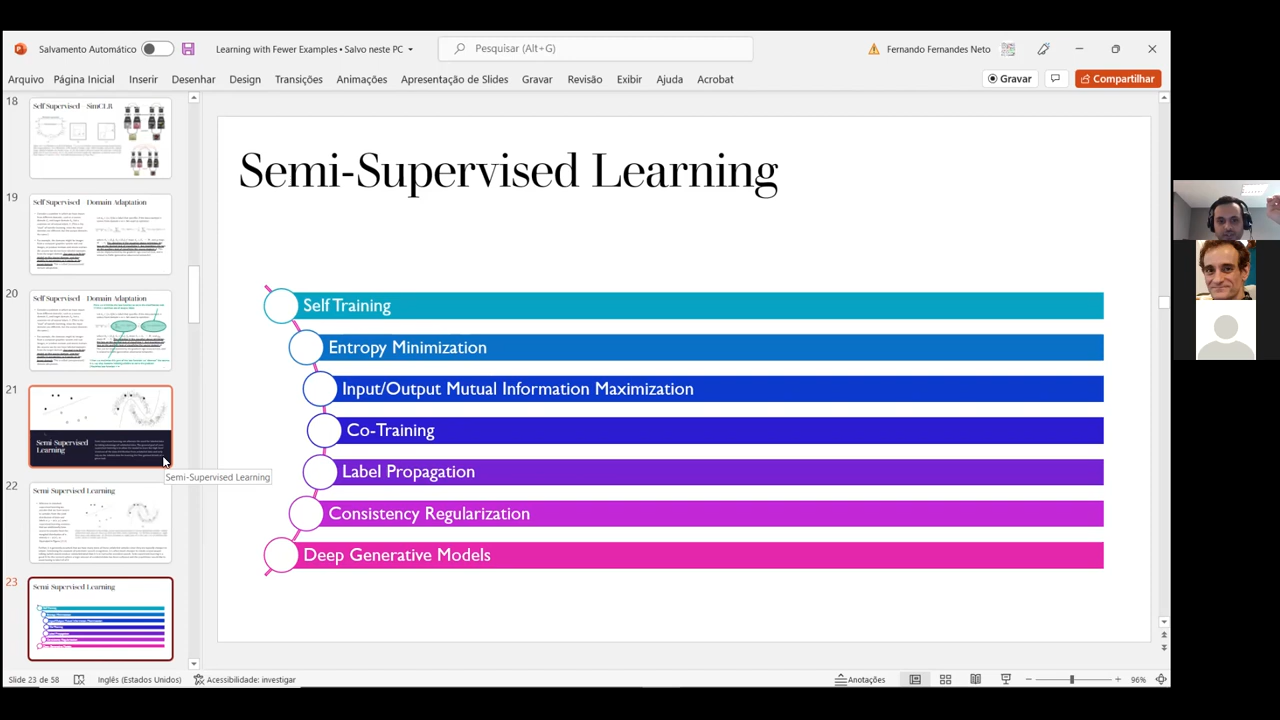 Salvamento Automático
Learning with Fewer Examples • Salvo neste PC
Pesquisar (Alt+G)
Fernando Fernandes Neto
Arquivo
Página Inicial
Inserir
Desenhar
Design
Transições
Animações
Apresentação de Slides
Gravar
Revisão
Exibir
Ajuda
Acrobat
Gravar
Compartilhar
18
Self Supervised SimCLR
19
Self Supervised Domain Adaptation
20
Self Supervised Domain Adaptation
21
Semi-Supervised
Learning
Semi-Supervised Learning
22
Semi-Supervised Learning
23
Semi-Supervised Learning
Semi-Supervised Learning
Self Training
Entropy Minimization
Input/Output Mutual Information Maximization
Co-Training
Label Propagation
Consistency Regularization
Deep Generative Models
Slide 23 de 58
Inglês (Estados Unidos)
Acessibilidade: investigar
Anotações
96%